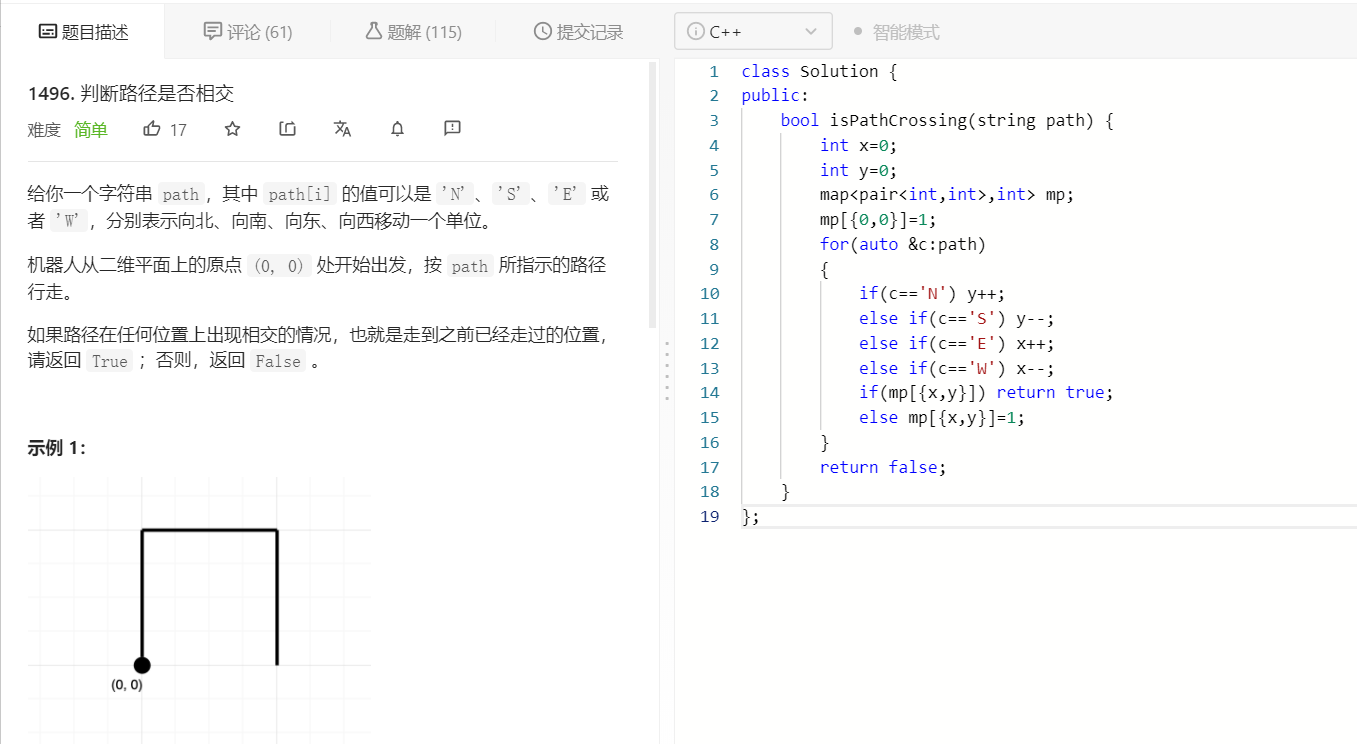 题目描述
评论 (61)
题解 (115)
提交记录
C++
智能模式
1496. 判断路径是否相交
难度 简单 17
给你一个字符串 path，其中 path[i] 的值可以是 'N'、'S'、'E' 或
者 'W'，分别表示向北、向南、向东、向西移动一个单位。
机器人从二维平面上的原点 (0, 0) 处开始出发，按 path 所指示的路径
行走。
如果路径在任何位置上出现相交的情况，也就是走到之前已经走过的位置，
请返回 True ；否则，返回 False 。
示例 1：
(0, 0)
1 class Solution {
2 public:
3     bool isPathCrossing(string path) {
4         int x=0;
5         int y=0;
6         map<pair<int,int>,int> mp;
7         mp[{0,0}]=1;
8         for(auto &c:path)
9         {
10             if(c=='N') y++;
11             else if(c=='S') y--;
12             else if(c=='E') x++;
13             else if(c=='W') x--;
14             if(mp[{x,y}]) return true;
15             else mp[{x,y}]=1;
16         }
17         return false;
18     }
19 };